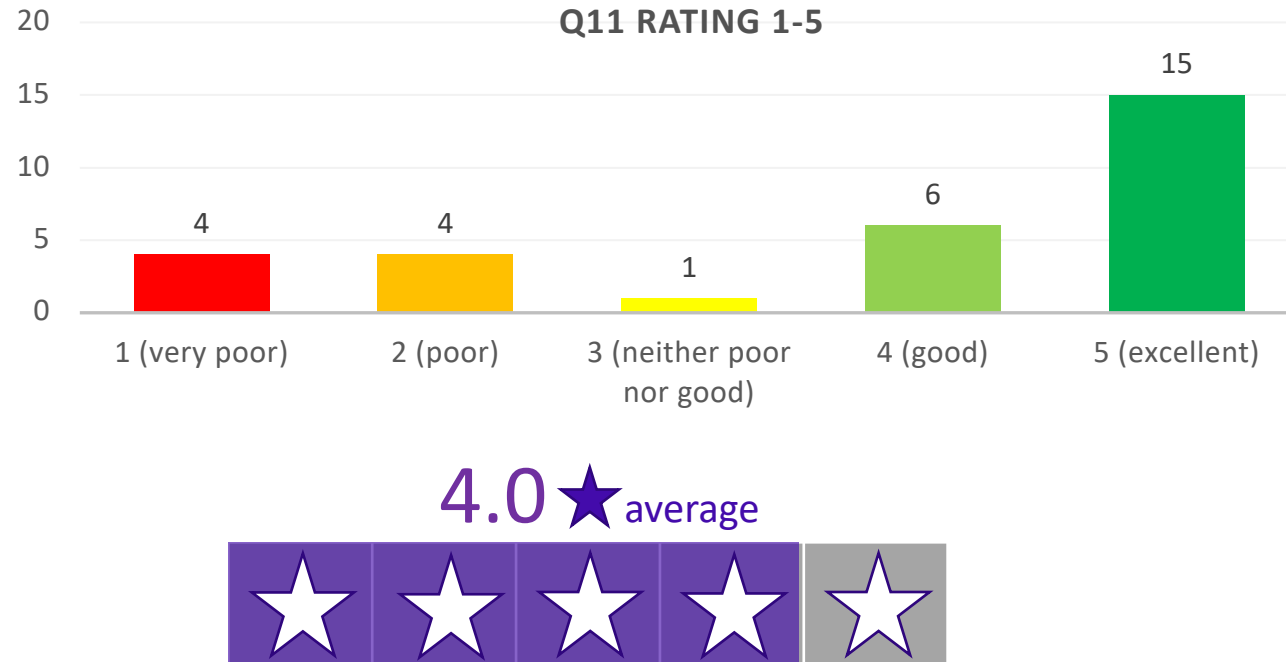 Q11 RATING 1-5
20
15
10
5
0
4
4
1
6
15
1 (very poor)
2 (poor)
3 (neither poor
nor good)
4 (good)
5 (excellent)
4.0 average